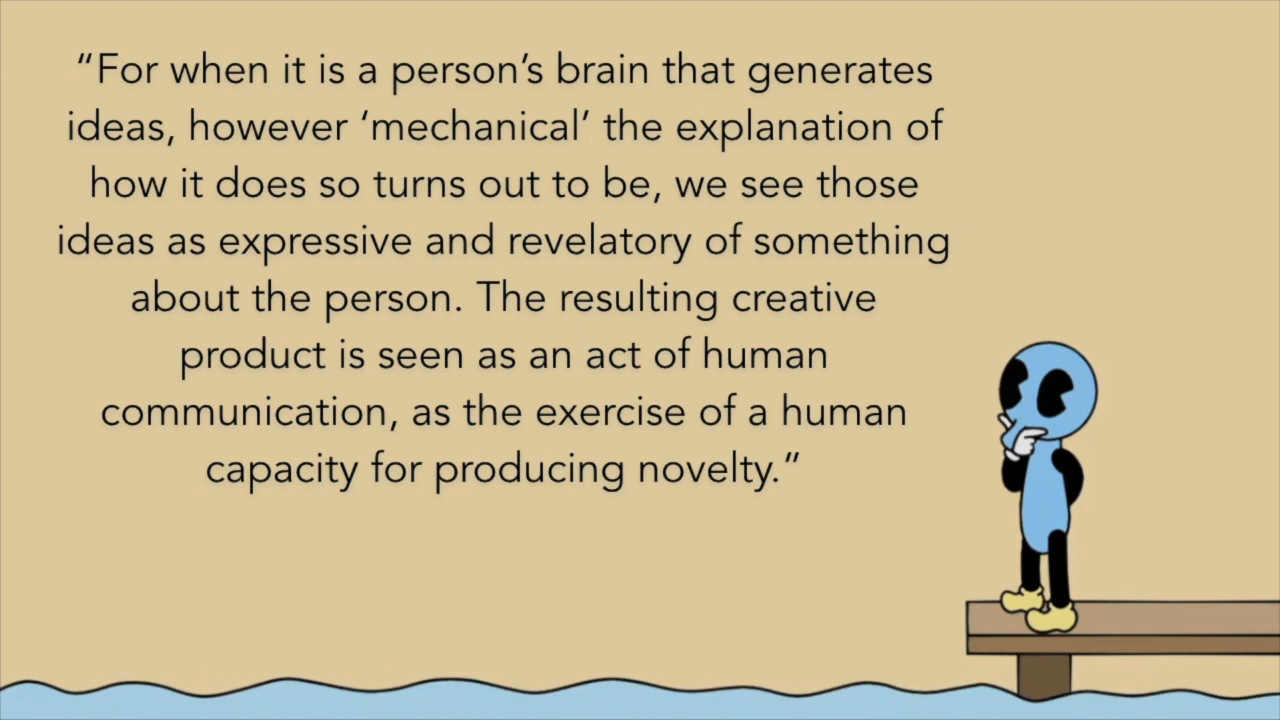 “For when it is a person’s brain that generates
ideas, however ‘mechanical’ the explanation of
how it does so turns out to be, we see those
ideas as expressive and revelatory of something
about the person. The resulting creative
product is seen as an act of human
communication, as the exercise of a human
capacity for producing novelty.”